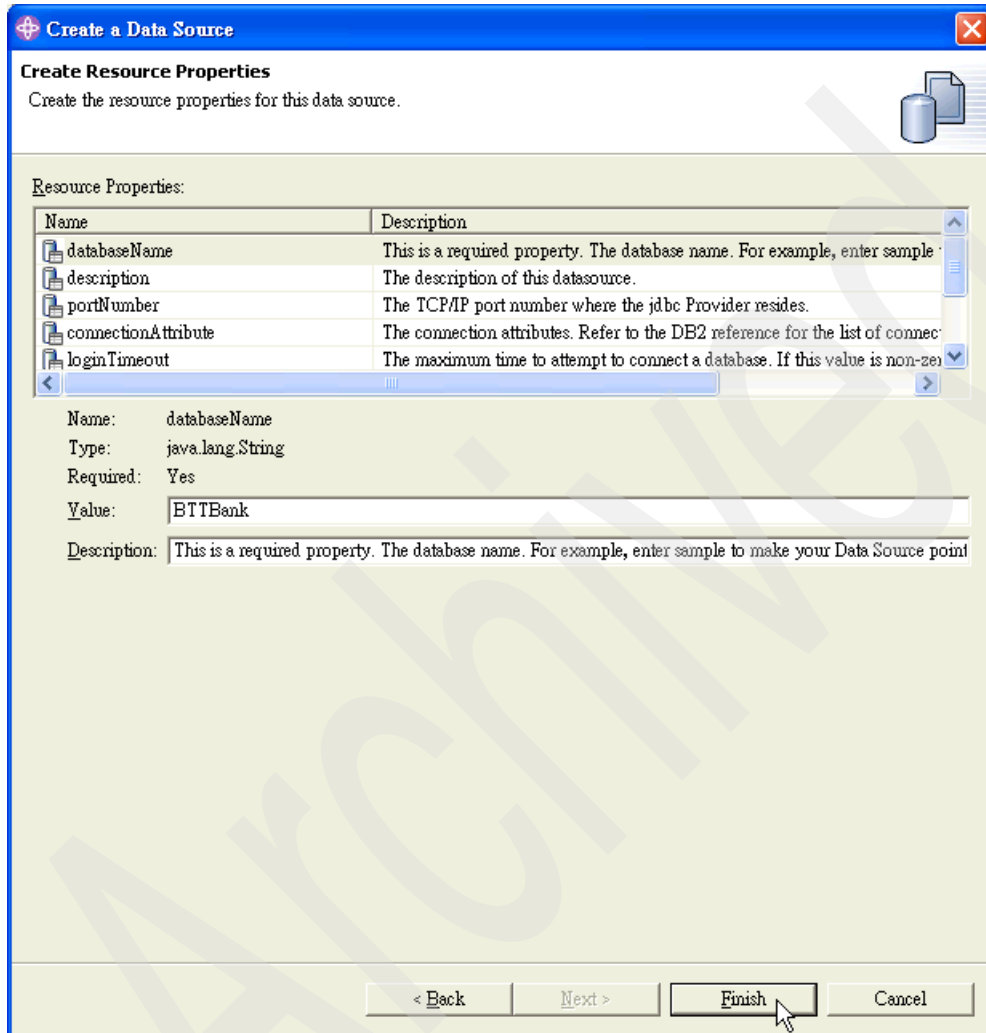 Create a Data Source
Create Resource Properties
Create the resource properties for this data source.
Resource Properties:
Name Description
databaseName This is a required property. The database name. For example, enter sample
description The description of this datasource.
portNumber The TCP/IP port number where the jdbc Provider resides.
connectionAttribute The connection attributes. Refer to the DB2 reference for the list of connec
loginTimeout The maximum time to attempt to connect a database. If this value is non-zer
Name: databaseName
Type: java.lang.String
Required: Yes
Value: BTTBank
Description: This is a required property. The database name. For example, enter sample to make your Data Source point
< Back Next > Finish Cancel
Archived